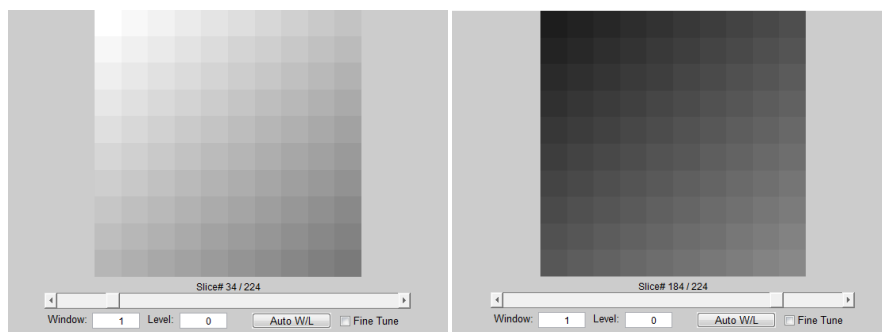 Slice# 34 / 224
Window: 1 Level: 0 Auto W/L Fine Tune
Slice# 184 / 224
Window: 1 Level: 0 Auto W/L Fine Tune